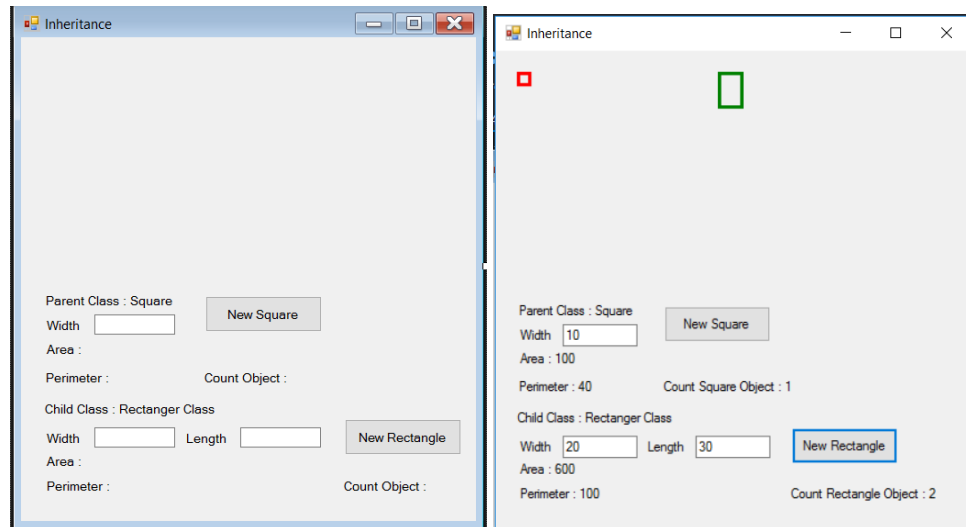 Inheritance
Parent Class : Square
Width
New Square
Area :
Perimeter :
Count Object :
Child Class : Rectanger Class
Width
Length
New Rectangle
Area :
Perimeter :
Count Object :
Inheritance
Parent Class : Square
Width 10
New Square
Area : 100
Perimeter : 40
Count Square Object : 1
Child Class : Rectanger Class
Width 20
Length 30
New Rectangle
Area : 600
Perimeter : 100
Count Rectangle Object : 2